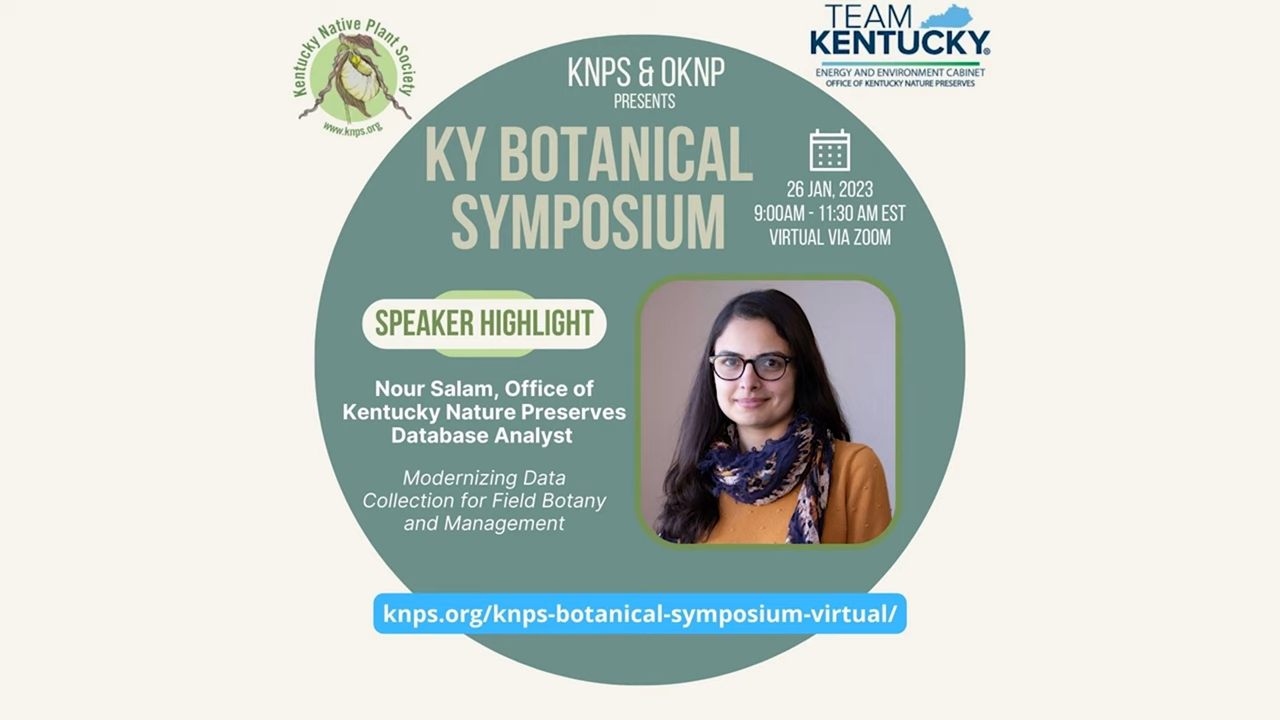 Kentucky Native Plant Society
www.knps.org
TEAM
KENTUCKY®
ENERGY AND ENVIRONMENT CABINET
OFFICE OF KENTUCKY NATURE PRESERVES
KNPS & OKNP
PRESENTS
KY BOTANICAL
SYMPOSIUM
26 JAN, 2023
9:00AM - 11:30 AM EST
VIRTUAL VIA ZOOM
SPEAKER HIGHLIGHT
Nour Salam, Office of
Kentucky Nature Preserves
Database Analyst
Modernizing Data
Collection for Field Botany
and Management
knps.org/knps-botanical-symposium-virtual/